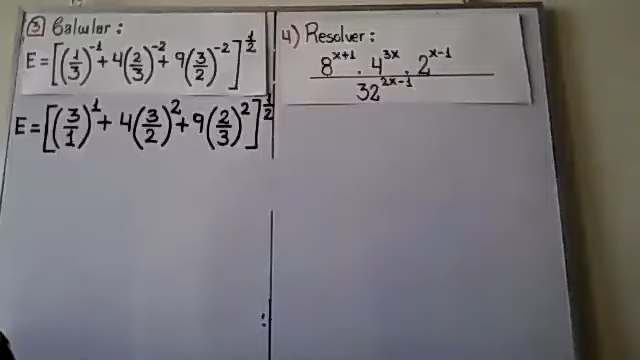 3 Calcular:
E = [(1/3)^-1 + 4(2/3)^-2 + 9(3/2)^-2]^1/2
E = [(3/1)^1 + 4(3/2)^2 + 9(2/3)^2]^1/2
4) Resolver:
8^x+1 . 4^3x . 2^x-1
32^2x-1